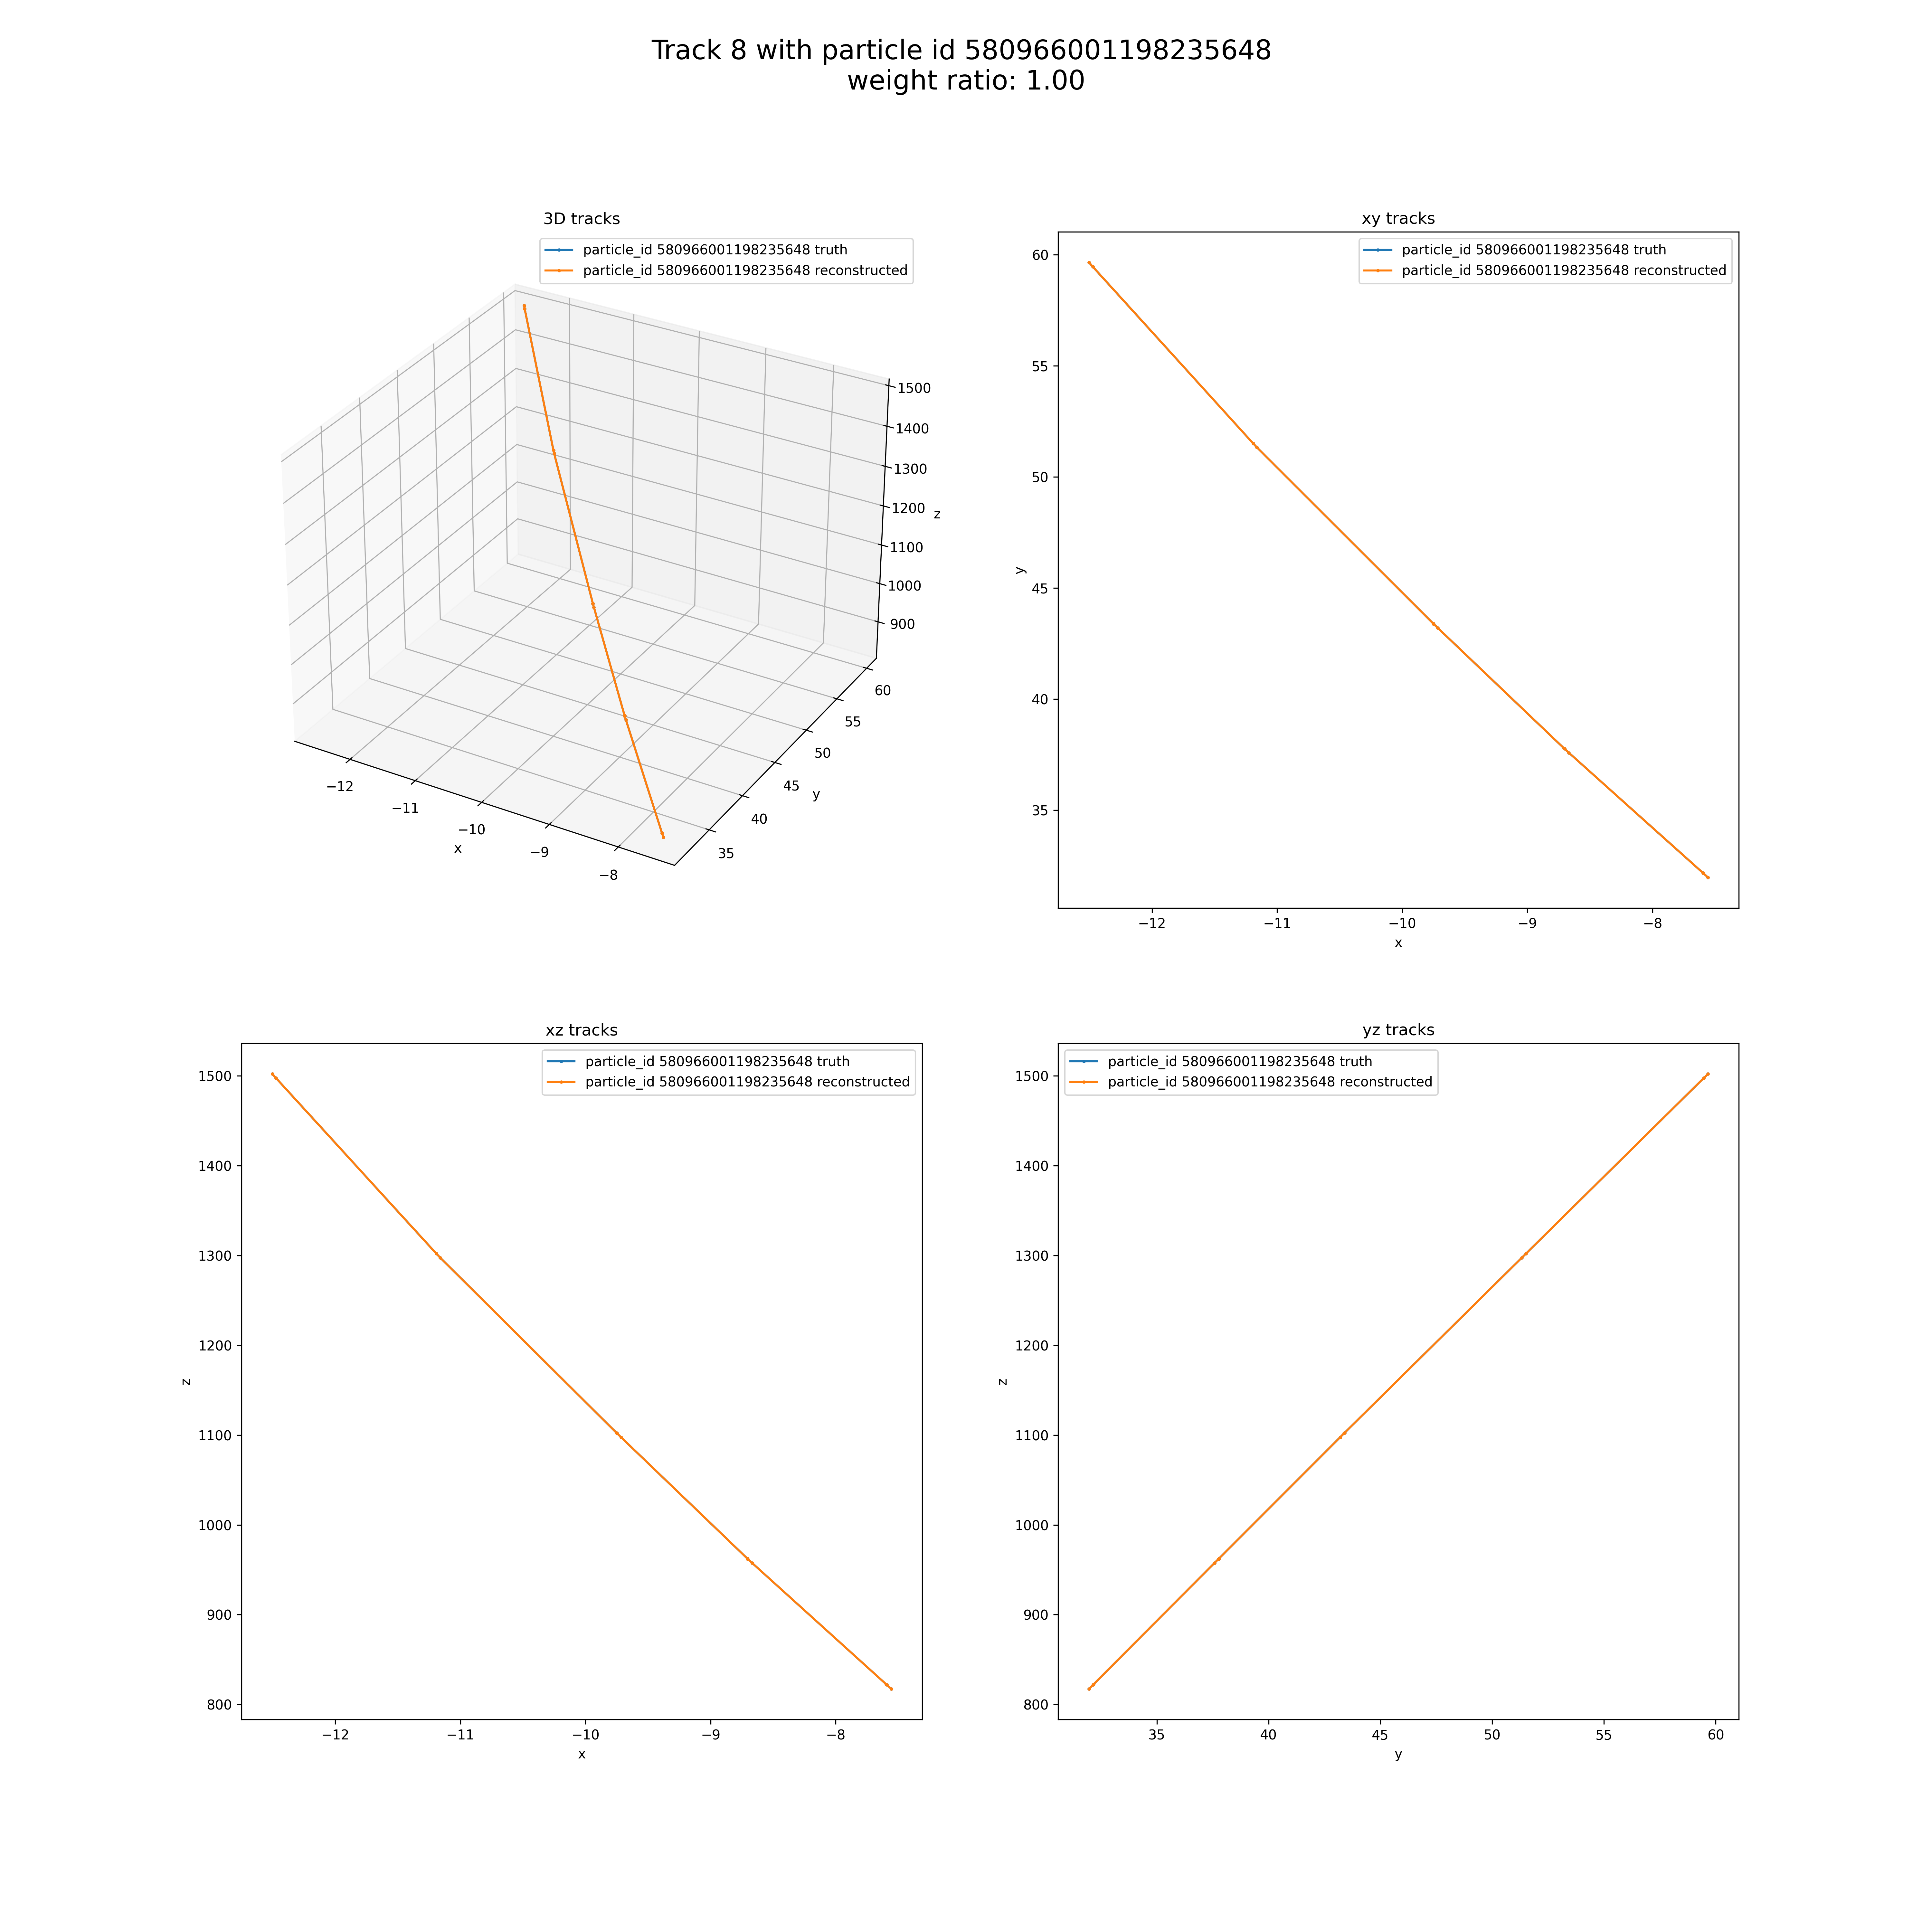 Track 8 with particle id 580966001198235648
weight ratio: 1.00
3D tracks
particle_id 580966001198235648 truth
particle_id 580966001198235648 reconstructed
1500
1400
1300
1200
1100
1000
900
z
60
55
50
45
40
35
y
−12
−11
−10
−9
−8
x
xy tracks
particle_id 580966001198235648 truth
particle_id 580966001198235648 reconstructed
60
55
50
45
40
35
y
−12 −11 −10 −9 −8
x
xz tracks
particle_id 580966001198235648 truth
particle_id 580966001198235648 reconstructed
1500
1400
1300
1200
1100
1000
900
800
z
−12 −11 −10 −9 −8
x
yz tracks
particle_id 580966001198235648 truth
particle_id 580966001198235648 reconstructed
1500
1400
1300
1200
1100
1000
900
800
z
35 40 45 50 55 60
y